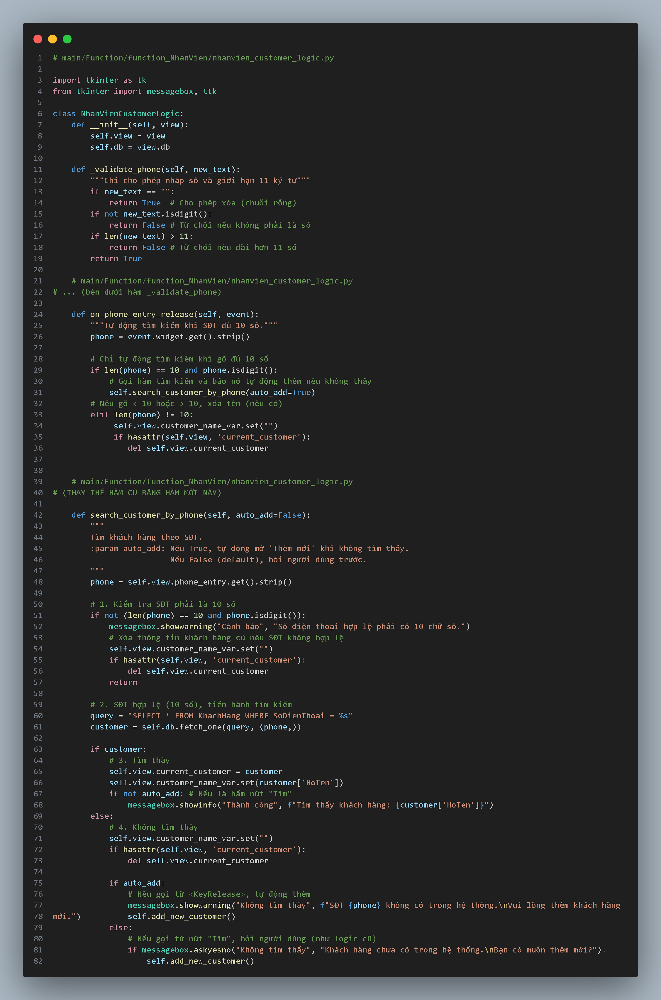 1 # main/Function/function_NhanVien/nhanvien_customer_logic.py
2
3 import tkinter as tk
4 from tkinter import messagebox, ttk
5
6 class NhanVienCustomerLogic:
7     def __init__(self, view):
8         self.view = view
9         self.db = view.db
10
11     def _validate_phone(self, new_text):
12         """Chỉ cho phép nhập số và giới hạn 11 ký tự"""
13         if new_text == "":
14             return True  # Cho phép xóa (chuỗi rỗng)
15         if not new_text.isdigit():
16             return False # Từ chối nếu không phải là số
17         if len(new_text) > 11:
18             return False # Từ chối nếu dài hơn 11 số
19         return True
20
21     # main/Function/function_NhanVien/nhanvien_customer_logic.py
22 # ... (bên dưới hàm _validate_phone)
23
24     def on_phone_entry_release(self, event):
25         """Tự động tìm kiếm khi SĐT đủ 10 số."""
26         phone = event.widget.get().strip()
27
28         # Chỉ tự động tìm kiếm khi gõ đủ 10 số
29         if len(phone) == 10 and phone.isdigit():
30             # Gọi hàm tìm kiếm và báo nó tự động thêm nếu không thấy
31             self.search_customer_by_phone(auto_add=True)
32         # Nếu gõ < 10 hoặc > 10, xóa tên (nếu có)
33         elif len(phone) != 10:
34              self.view.customer_name_var.set("")
35              if hasattr(self.view, 'current_customer'):
36                 del self.view.current_customer
37
38
39     # main/Function/function_NhanVien/nhanvien_customer_logic.py
40 # (THAY THẾ HÀM CŨ BẰNG HÀM MỚI NÀY)
41
42     def search_customer_by_phone(self, auto_add=False):
43         """
44         Tìm khách hàng theo SĐT.
45         :param auto_add: Nếu True, tự động mở 'Thêm mới' khi không tìm thấy.
46                          Nếu False (default), hỏi người dùng trước.
47         """
48         phone = self.view.phone_entry.get().strip()
49
50         # 1. Kiểm tra SĐT phải là 10 số
51         if not (len(phone) == 10 and phone.isdigit()):
52             messagebox.showwarning("Cảnh báo", "Số điện thoại hợp lệ phải có 10 chữ số.")
53             # Xóa thông tin khách hàng cũ nếu SĐT không hợp lệ
54             self.view.customer_name_var.set("")
55             if hasattr(self.view, 'current_customer'):
56                 del self.view.current_customer
57             return
58
59         # 2. SĐT hợp lệ (10 số), tiến hành tìm kiếm
60         query = "SELECT * FROM KhachHang WHERE SoDienThoai = %s"
61         customer = self.db.fetch_one(query, (phone,))
62
63         if customer:
64             # 3. Tìm thấy
65             self.view.current_customer = customer
66             self.view.customer_name_var.set(customer['HoTen'])
67             if not auto_add: # Nếu là bấm nút "Tìm"
68                 messagebox.showinfo("Thành công", f"Tìm thấy khách hàng: {customer['HoTen']}")
69         else:
70             # 4. Không tìm thấy
71             self.view.customer_name_var.set("")
72             if hasattr(self.view, 'current_customer'):
73                 del self.view.current_customer
74
75             if auto_add:
76                 # Nếu gọi từ <KeyRelease>, tự động thêm
77                 messagebox.showwarning("Không tìm thấy", f"SĐT {phone} không có trong hệ thống.\nVui lòng thêm khách hàng
78 mới.")          self.add_new_customer()
79             else:
80                 # Nếu gọi từ nút "Tìm", hỏi người dùng (như logic cũ)
81                 if messagebox.askyesno("Không tìm thấy", "Khách hàng chưa có trong hệ thống.\nBạn có muốn thêm mới?"):
82                     self.add_new_customer()